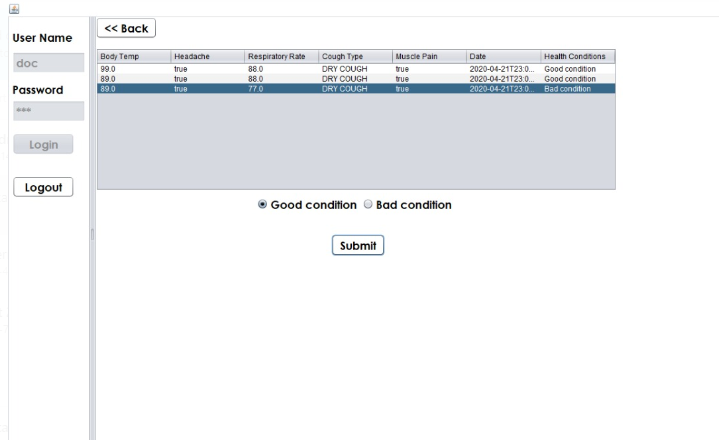 User Name
doc
Password
***
Login
Logout
<< Back
Body Temp Headache Respiratory Rate Cough Type Muscle Pain Date Health Conditions
99.0 true 88.0 DRY COUGH true 2020-04-21T23:0... Good condition
89.0 true 88.0 DRY COUGH true 2020-04-21T23:0... Good condition
89.0 true 77.0 DRY COUGH true 2020-04-21T23:0... Bad condition
Good condition Bad condition
Submit